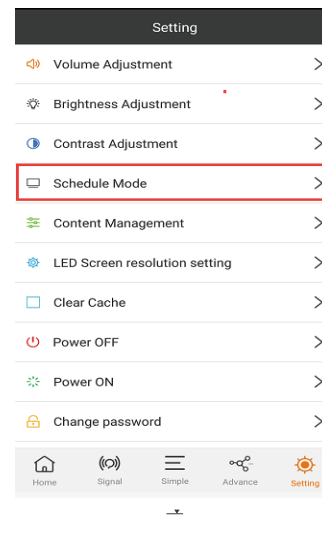 Setting
Volume Adjustment
Brightness Adjustment
Contrast Adjustment
Schedule Mode
Content Management
LED Screen resolution setting
Clear Cache
Power OFF
Power ON
Change password
Home Signal Simple Advance Setting